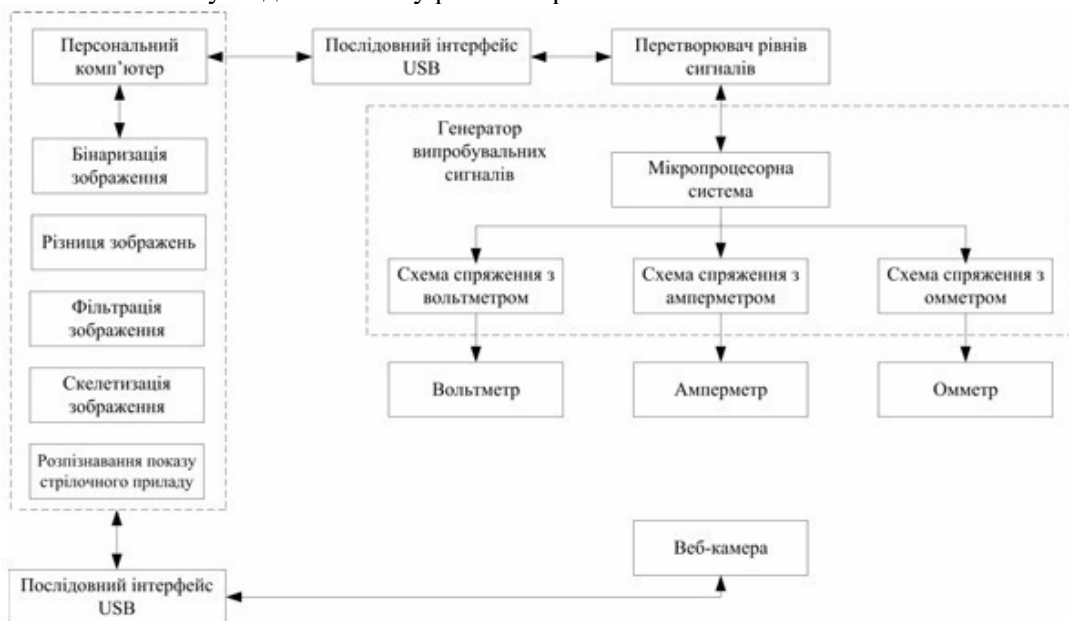 Персональний
комп’ютер
Послідовний інтерфейс
USB
Перетворювач рівнів
сигналів
Генератор
випробувальних
сигналів
Бінаризація
зображення
Мікропроцесорна
система
Різниця зображень
Схема спряження з
вольтметром
Схема спряження з
амперметром
Схема спряження з
омметром
Фільтрація
зображення
Скелетизація
зображення
Вольтметр
Амперметр
Омметр
Розпізнавання показу
стрілочного приладу
Веб-камера
Послідовний інтерфейс
USB